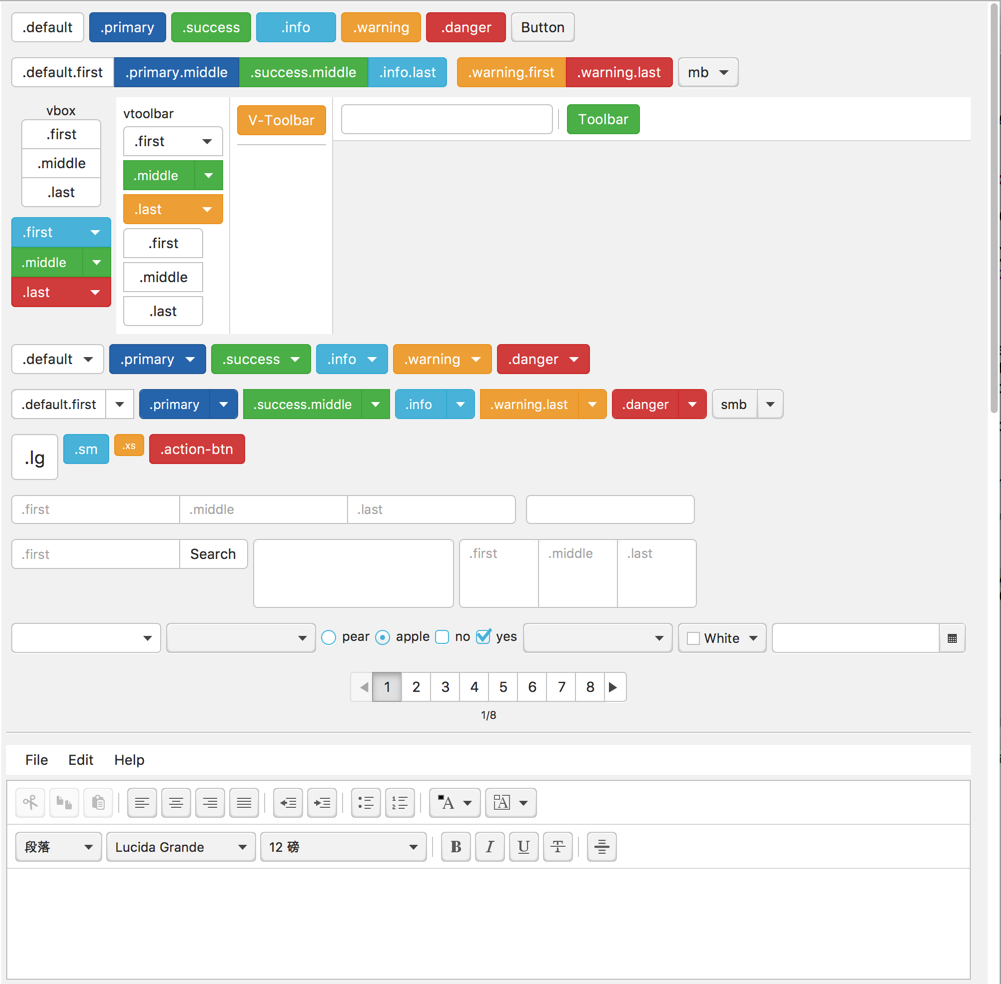 .default .primary .success .info .warning .danger Button
.default.first .primary.middle .success.middle .info.last .warning.first .warning.last mb
vbox
.first
.middle
.last
.first
.middle
.last
vtoolbar
.first
.middle
.last
.first
.middle
.last
V-Toolbar
Toolbar
.default .primary .success .info .warning .danger
.default.first .primary .success.middle .info .warning.last .danger smb
.lg .sm .xs .action-btn
.first .middle .last
.first Search .first .middle .last
pear apple no yes White
1 2 3 4 5 6 7 8
1/8
File Edit Help
A A
段落 Lucida Grande 12 磅 B I U T